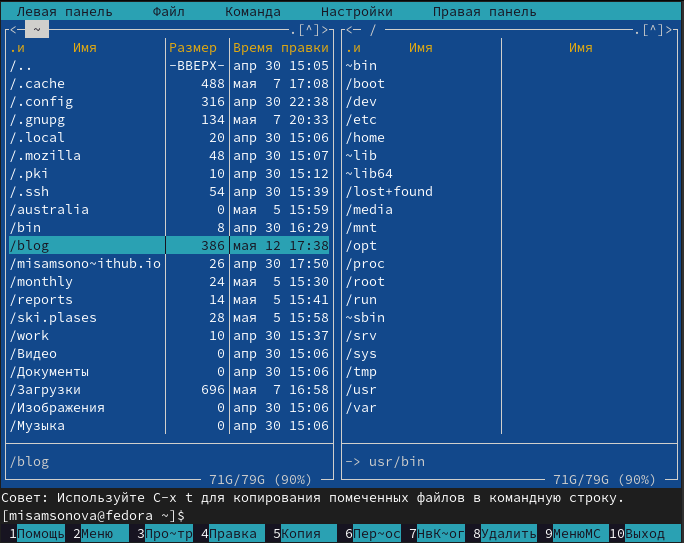 Левая панель Файл Команда Настройки Правая панель
<- ~ .[^]>
.и Имя Размер Время правки
/.. -ВВЕРХ- апр 30 15:05
/.cache 488 мая 7 17:08
/.config 316 апр 30 22:38
/.gnupg 134 мая 7 20:33
/.local 20 апр 30 15:06
/.mozilla 48 апр 30 15:07
/.pki 10 апр 30 15:12
/.ssh 54 апр 30 15:39
/australia 0 мая 5 15:59
/bin 8 апр 30 16:29
/blog 386 мая 12 17:38
/misamsono~ithub.io 26 апр 30 17:50
/monthly 24 мая 5 15:30
/reports 14 мая 5 15:41
/ski.plases 28 мая 5 15:58
/work 10 апр 30 15:37
/Видео 0 апр 30 15:06
/Документы 0 апр 30 15:06
/Загрузки 696 мая 7 16:58
/Изображения 0 апр 30 15:06
/Музыка 0 апр 30 15:06
/blog
71G/79G (90%)
<- / .[^]>
.и Имя Имя
~bin
/boot
/dev
/etc
/home
~lib
~lib64
/lost+found
/media
/mnt
/opt
/proc
/root
/run
~sbin
/srv
/sys
/tmp
/usr
/var
-> usr/bin
71G/79G (90%)
Совет: Используйте C-x t для копирования помеченных файлов в командную строку.
[misamsonova@fedora ~]$
1Помощь 2Меню 3Про~тр 4Правка 5Копия 6Пер~ос 7НвК~ог 8Удалить 9МенюMC 10Выход